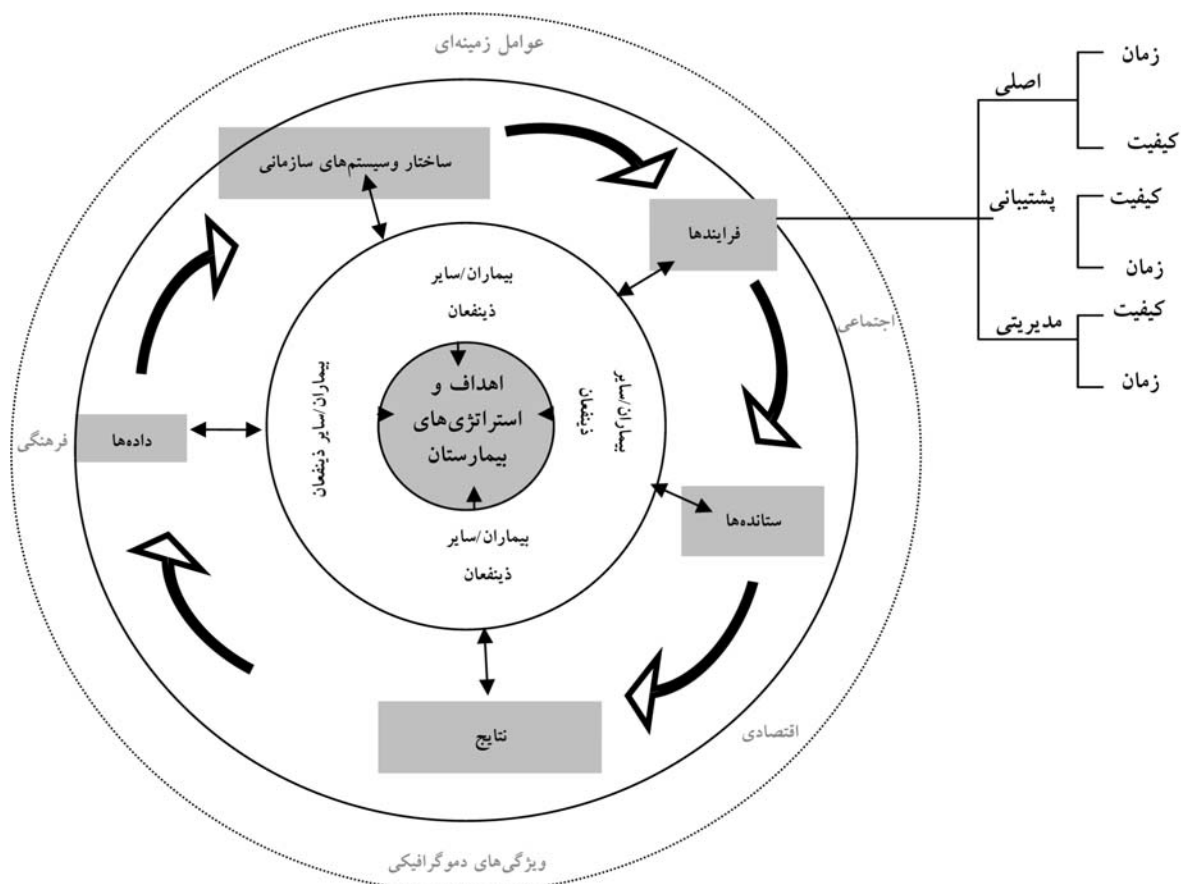 عوامل زمینه‌ای
زمان
اصلی
کیفیت
ساختار وسیستم‌های سازمانی
فرایندها
کیفیت
پشتیبانی
زمان
بیماران/سایر
ذینفعان
اجتماعی
کیفیت
مدیریتی
زمان
بیماران/سایر
ذینفعان
اهداف و
استراتژی‌های
بیمارستان
بیماران/سایر ذینفعان
داده‌ها
فرهنگی
ستانده‌ها
بیماران/سایر
ذینفعان
نتایج
اقتصادی
ویژگی‌های دموگرافیکی